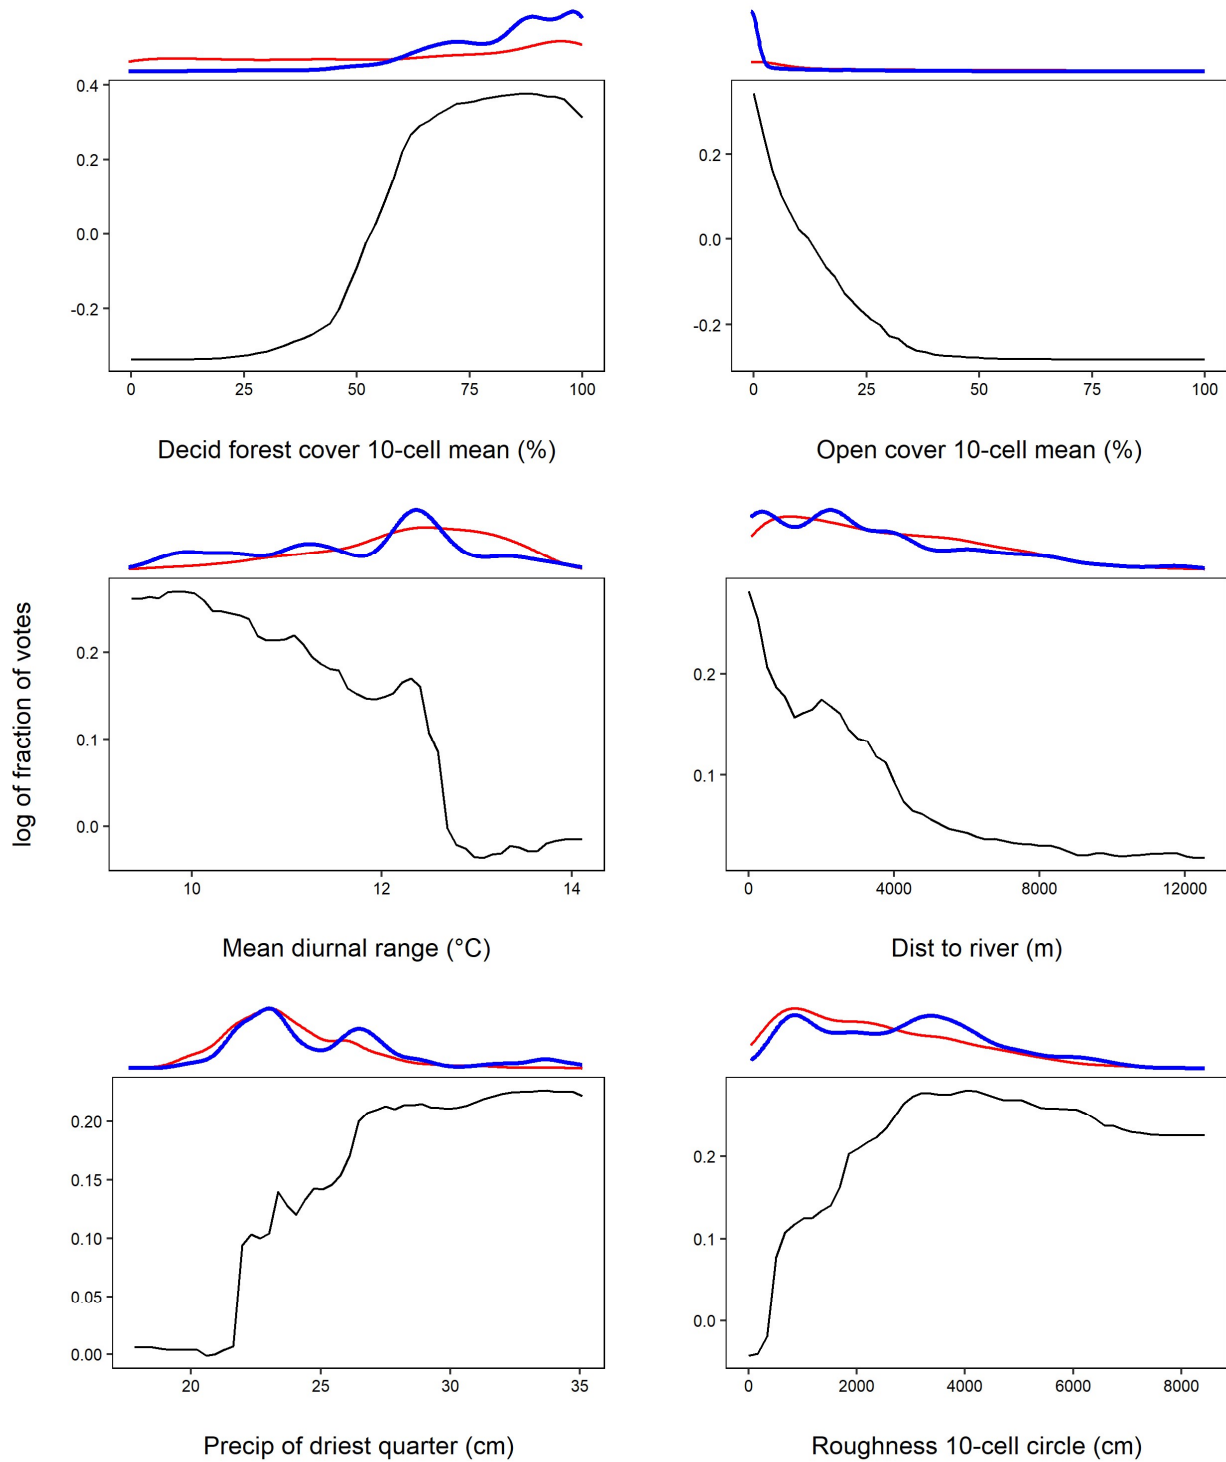 0.4
0.2
0.0
-0.2
0 25 50 75 100
Decid forest cover 10-cell mean (%)
0.2
0.0
-0.2
0 25 50 75 100
Open cover 10-cell mean (%)
log of fraction of votes
0.2
0.1
0.0
10 12 14
Mean diurnal range (°C)
0.2
0.1
0 4000 8000 12000
Dist to river (m)
0.20
0.15
0.10
0.05
0.00
20 25 30 35
Precip of driest quarter (cm)
0.2
0.1
0.0
0 2000 4000 6000 8000
Roughness 10-cell circle (cm)